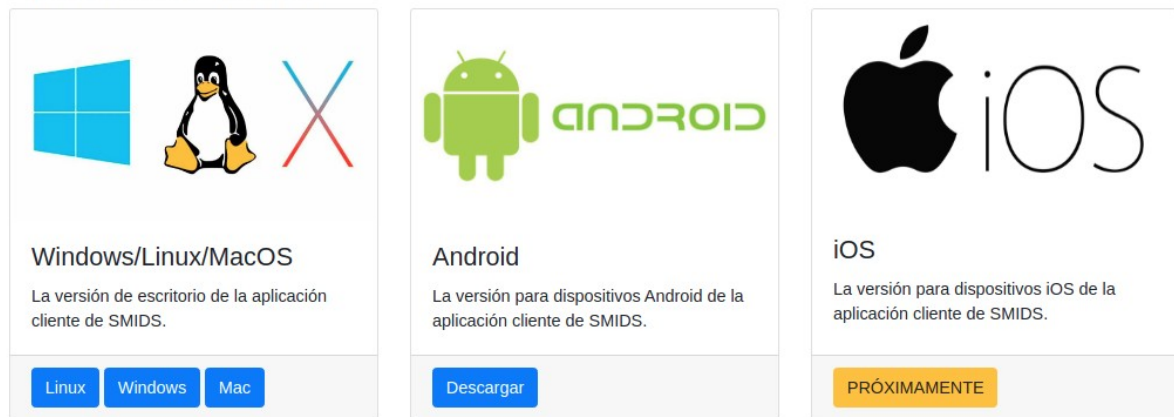 android
iOS
Windows/Linux/MacOS
La versión de escritorio de la aplicación
cliente de SMIDS.
Linux
Windows
Mac
Android
La versión para dispositivos Android de la
aplicación cliente de SMIDS.
Descargar
iOS
La versión para dispositivos iOS de la
aplicación cliente de SMIDS.
PRÓXIMAMENTE